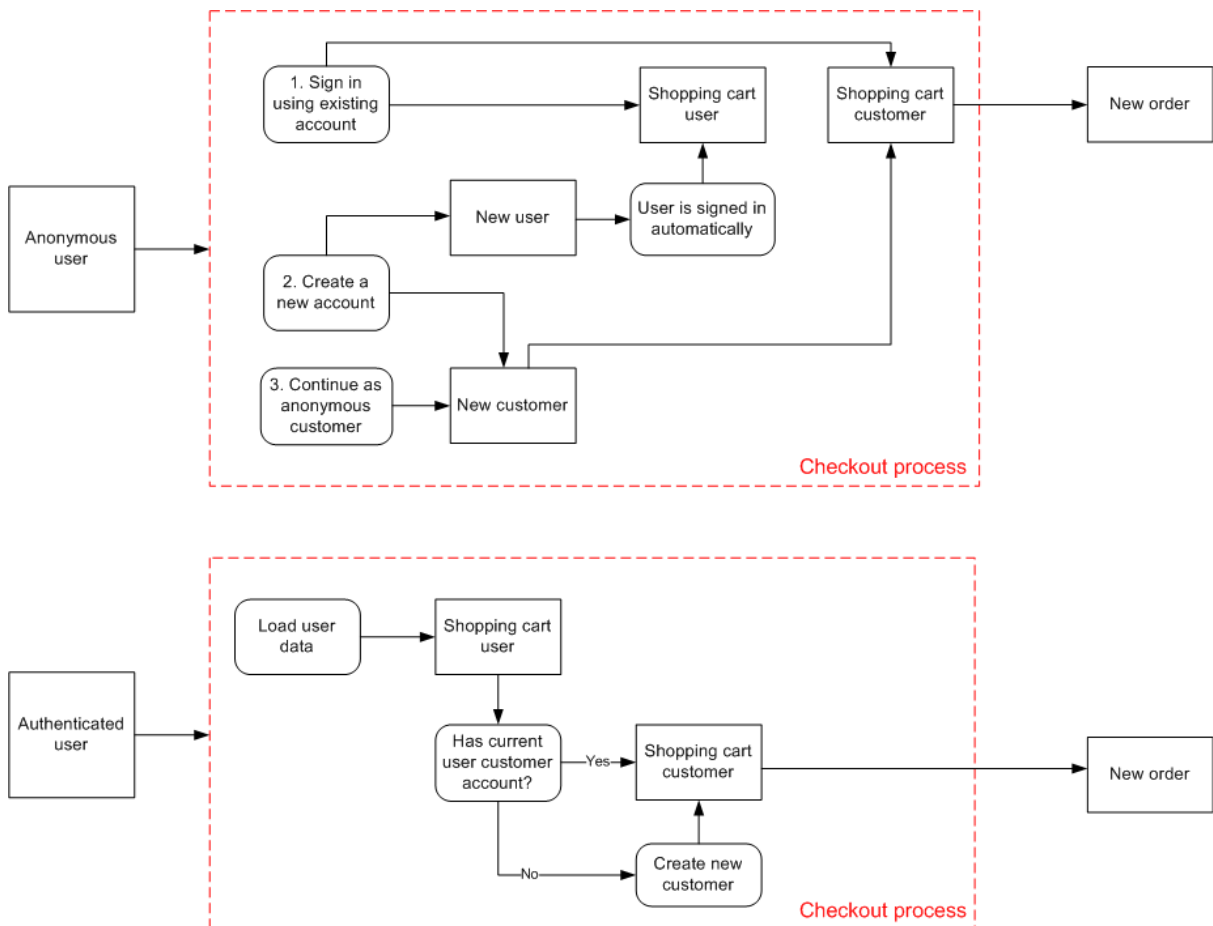 1. Sign in
using existing
account
Shopping cart
user
Shopping cart
customer
New order
Anonymous
user
New user
User is signed in
automatically
2. Create a
new account
3. Continue as
anonymous
customer
New customer
Checkout process
Load user
data
Shopping cart
user
Authenticated
user
Has current
user customer
account?
Yes
Shopping cart
customer
New order
No
Create new
customer
Checkout process